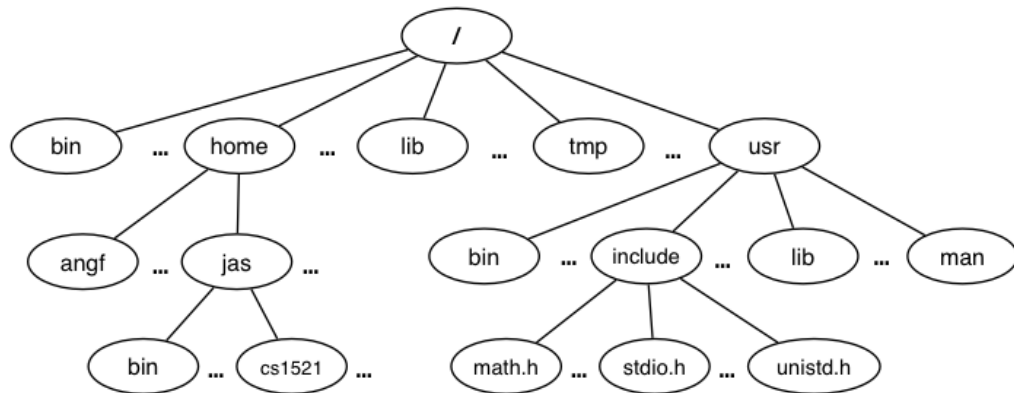 /
bin ... home ... lib ... tmp ... usr
angf ... jas ... bin ... include ... lib ... man
bin ... cs1521 ... math.h ... stdio.h ... unistd.h